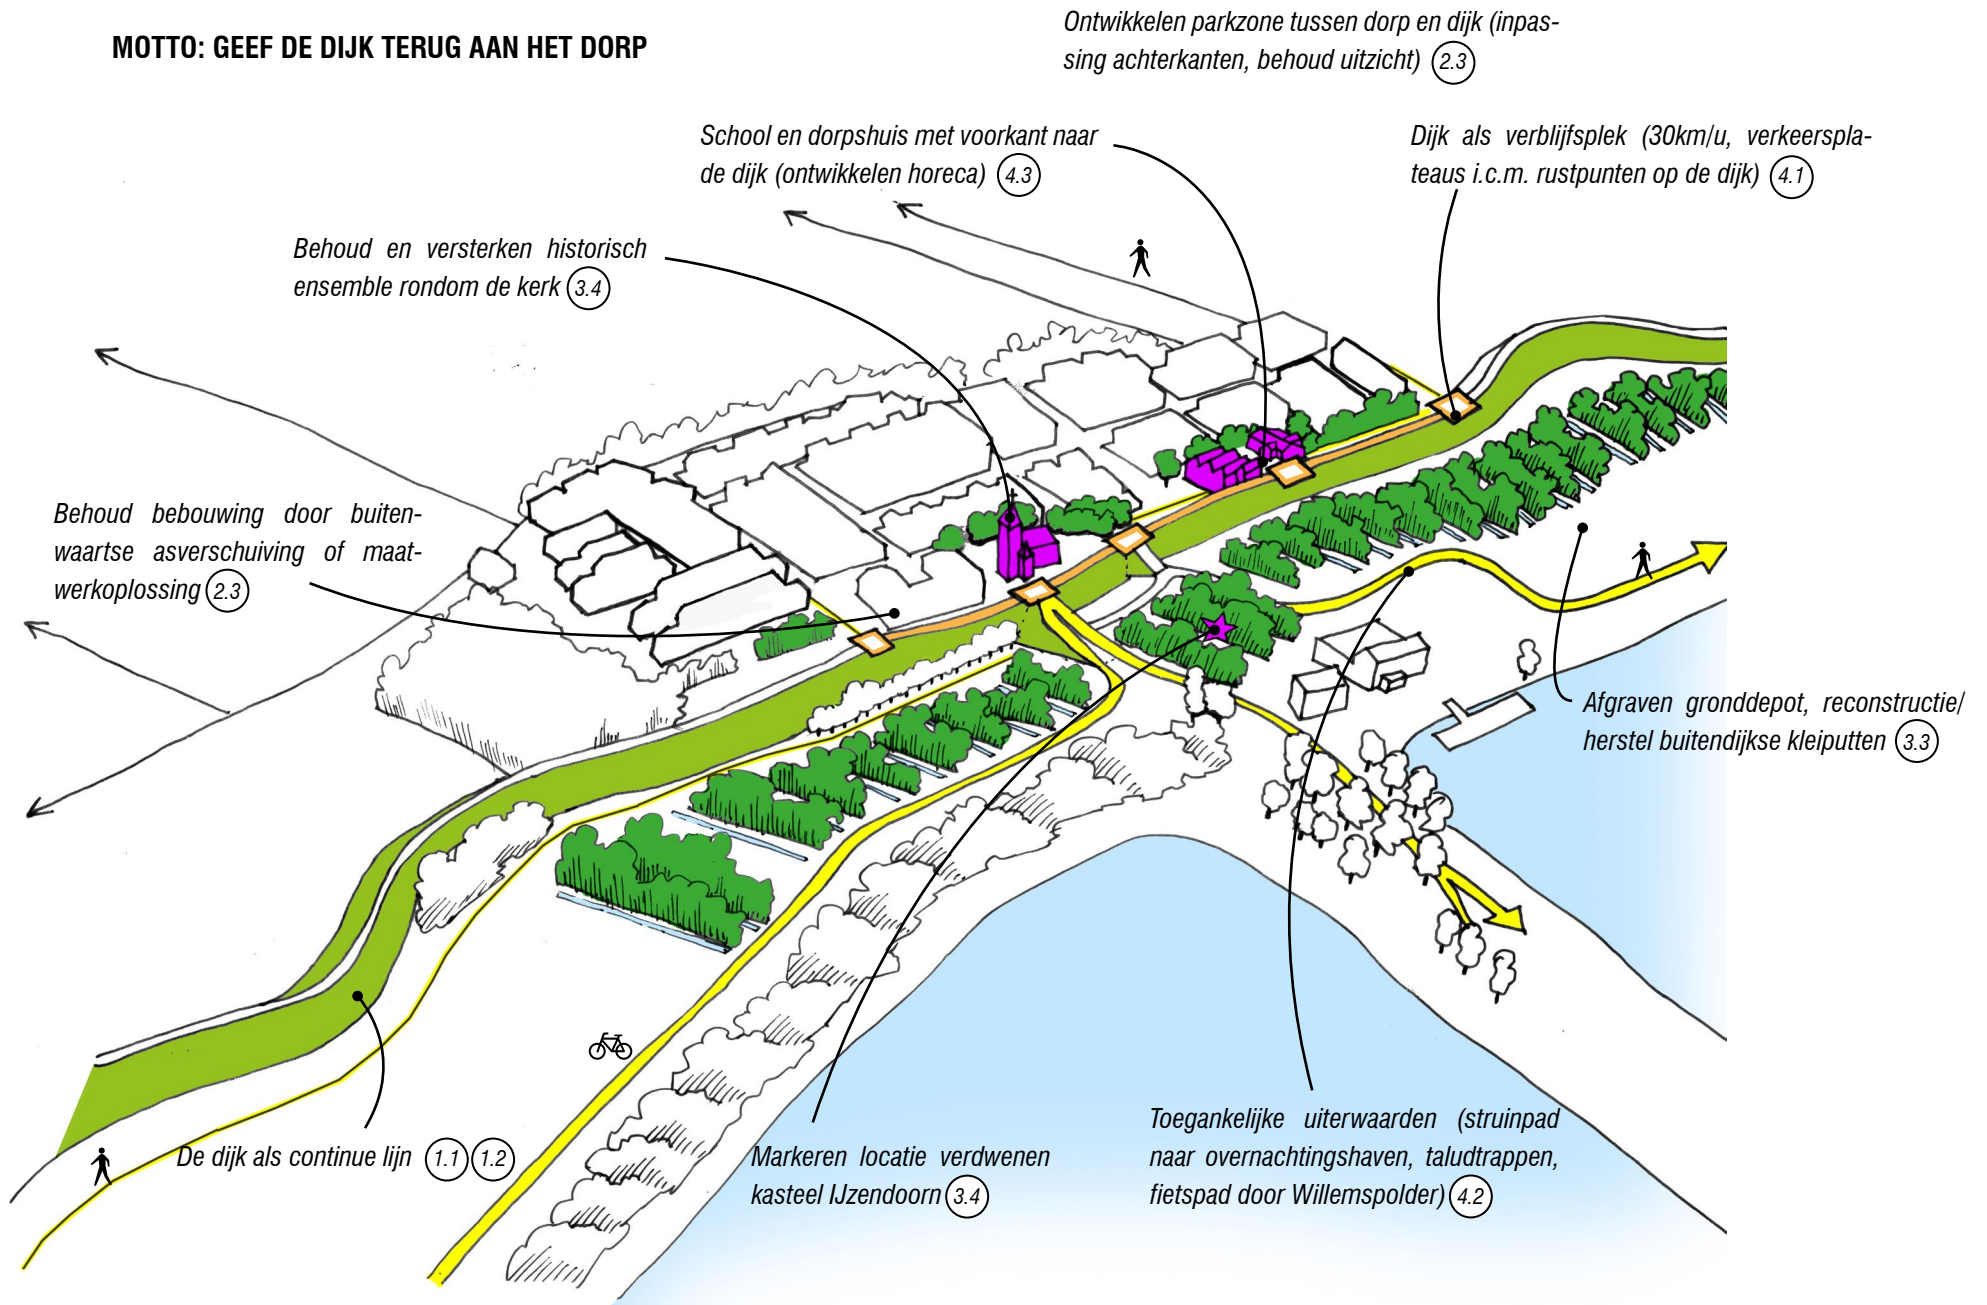 MOTTO: GEEF DE DIJK TERUG AAN HET DORP
Ontwikkelen parkzone tussen dorp en dijk (inpas-
sing achterkanten, behoud uitzicht) 2.3
School en dorpshuis met voorkant naar
de dijk (ontwikkelen horeca) 4.3
Dijk als verblijfsplek (30km/u, verkeerspla-
teaus i.c.m. rustpunten op de dijk) 4.1
Behoud en versterken historisch
ensemble rondom de kerk 3.4
Behoud bebouwing door buiten-
waartse asverschuiving of maat-
werkoplossing 2.3
Afgraven gronddepot, reconstructie/
herstel buitendijkse kleiputten 3.3
De dijk als continue lijn 1.1 1.2
Markeren locatie verdwenen
kasteel IJzendoorn 3.4
Toegankelijke uiterwaarden (struinpad
naar overnachtingshaven, taludtrappen,
fietspad door Willemspolder) 4.2